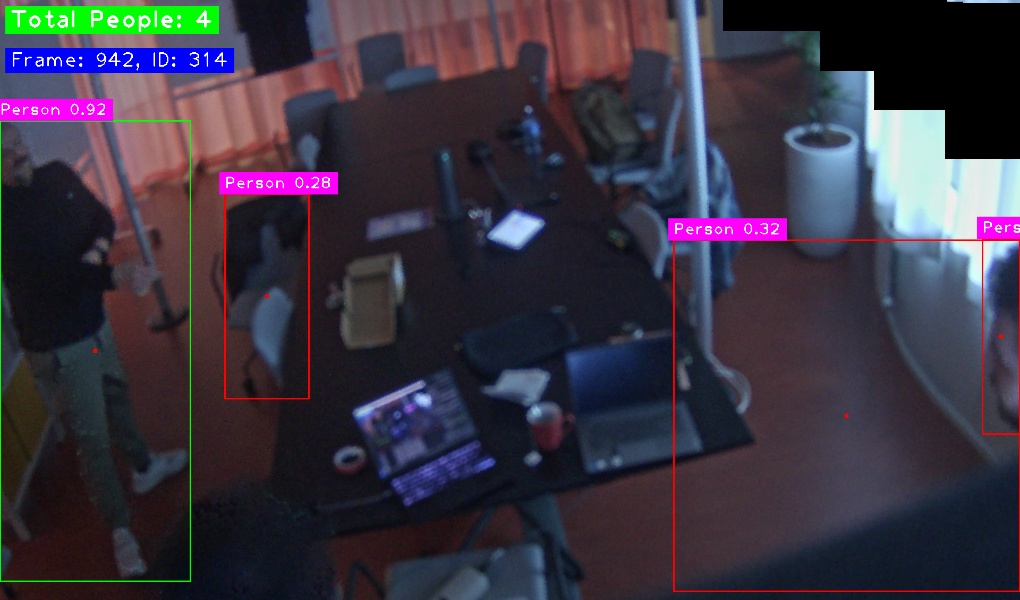 Total People: 4
Frame: 942, ID: 314
Person 0.92
Person 0.28
Person 0.32
Pers